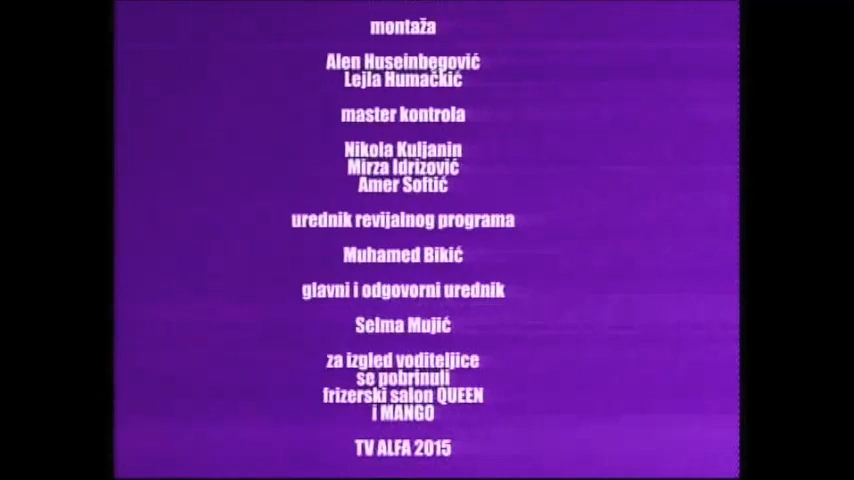 montaža
Alen Huseinbegović
Lejla Humačkić
master kontrola
Nikola Kuljanin
Mirza Idrizović
Amer Softić
urednik revijalnog programa
Muhamed Bikić
glavni i odgovorni urednik
Selma Mujić
za izgled voditeljice
se pobrinuli
frizerski salon QUEEN
i MANGO
TV ALFA 2015